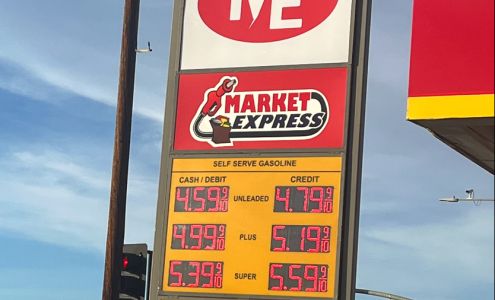 ME
MARKET
EXPRESS
SELF SERVE GASOLINE
CASH / DEBIT CREDIT
4.59 9/10 UNLEADED 4.79 9/10
4.99 9/10 PLUS 5.19 9/10
5.39 9/10 SUPER 5.59 9/10